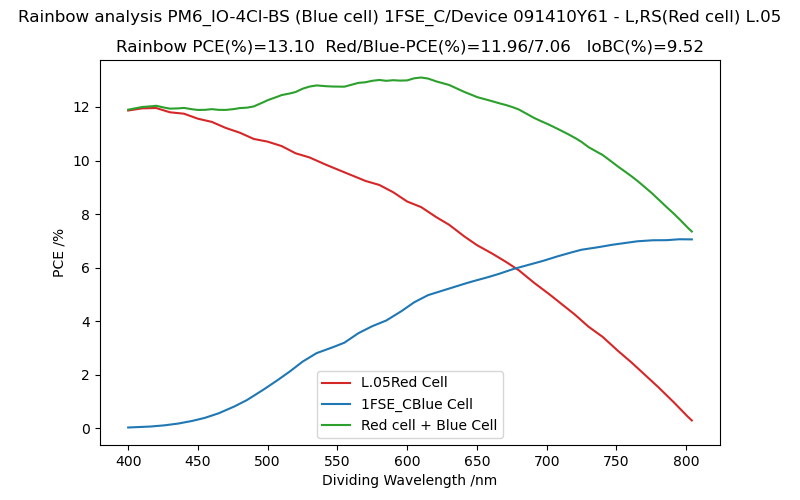 Rainbow analysis PM6_IO-4Cl-BS (Blue cell) 1FSE_C/Device 091410Y61 - L,RS(Red cell) L.05
Rainbow PCE(%)=13.10  Red/Blue-PCE(%)=11.96/7.06   IoBC(%)=9.52
PCE /%
12
10
8
6
4
2
0
L.05Red Cell
1FSE_CBlue Cell
Red cell + Blue Cell
400 450 500 550 600 650 700 750 800
Dividing Wavelength /nm